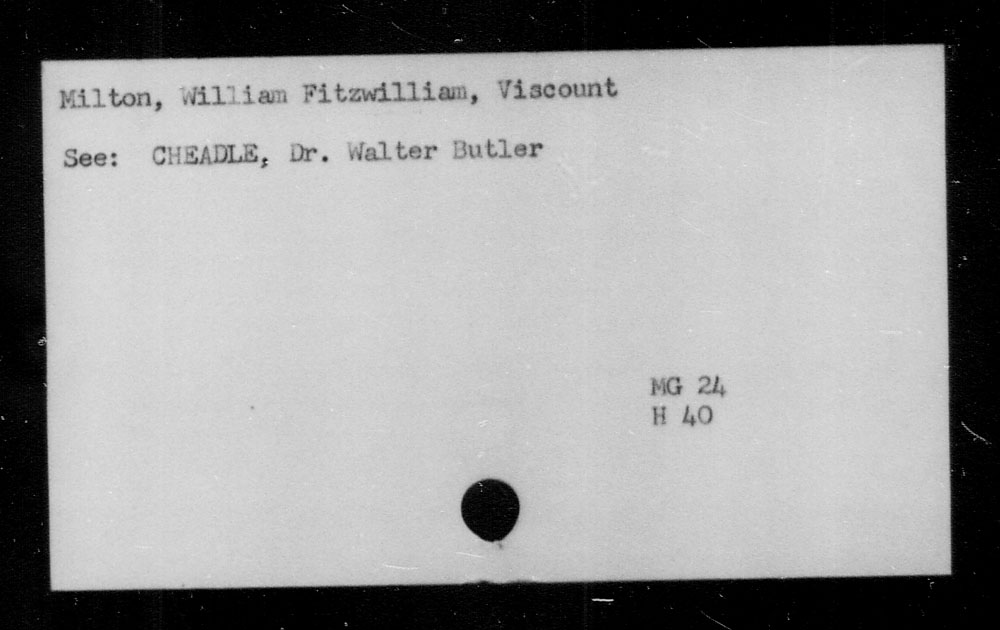 Milton, William Fitzwilliam, Viscount
See: CHEADLE, Dr. Walter Butler
MG 24
H 40